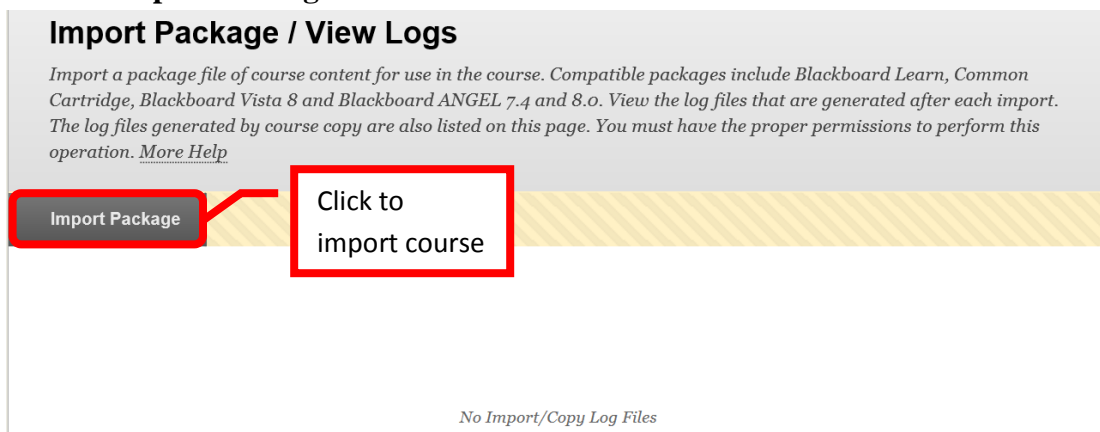 Import Package / View Logs
Import a package file of course content for use in the course. Compatible packages include Blackboard Learn, Common
Cartridge, Blackboard Vista 8 and Blackboard ANGEL 7.4 and 8.0. View the log files that are generated after each import.
The log files generated by course copy are also listed on this page. You must have the proper permissions to perform this
operation. More Help
Import Package
Click to
import course
No Import/Copy Log Files